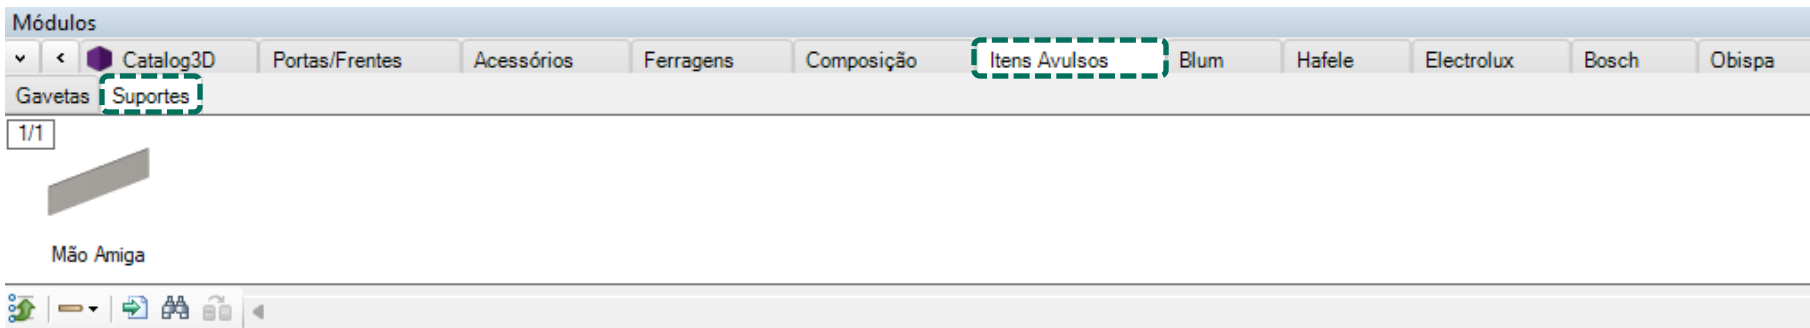 Módulos
Catalog3D Portas/Frentes Acessórios Ferragens Composição Itens Avulsos Blum Hafele Electrolux Bosch Obispa
Gavetas Suportes
1/1
Mão Amiga